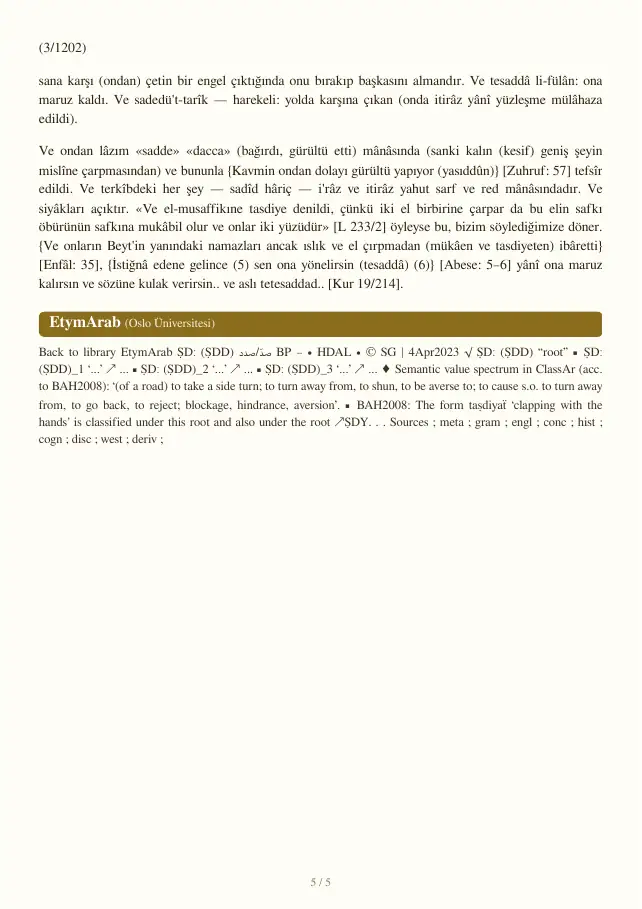 (3/1202)
sana karşı (ondan) çetin bir engel çıktığında onu bırakıp başkasını almandır. Ve tesaddâ li-fülân: ona
maruz kaldı. Ve sadedü't-tarîk — harekeli: yolda karşına çıkan (onda itirâz yânî yüzleşme mülâhaza
edildi).
Ve ondan lâzım «sadde» «dacca» (bağırdı, gürültü etti) mânâsında (sanki kalın (kesif) geniş şeyin
mislîne çarpmasından) ve bununla {Kavmin ondan dolayı gürültü yapıyor (yasıddûn)} [Zuhruf: 57] tefsîr
edildi. Ve terkîbdeki her şey — sadîd hâriç — i'râz ve itirâz yahut sarf ve red mânâsındadır. Ve
siyâkları açıktır. «Ve el-musaffikıne tasdiye denildi, çünkü iki el birbirine çarpar da bu elin safkı
öbürünün safkına mukâbil olur ve onlar iki yüzüdür» [L 233/2] öyleyse bu, bizim söylediğimize döner.
{Ve onların Beyt'in yanındaki namazları ancak ıslık ve el çırpmadan (mükâen ve tasdiyeten) ibâretti}
[Enfâl: 35], {İstiğnâ edene gelince (5) sen ona yönelirsin (tesaddâ) (6)} [Abese: 5–6] yânî ona maruz
kalırsın ve sözüne kulak verirsin.. ve aslı tetesaddad.. [Kur 19/214].
EtymArab (Oslo Üniversitesi)
Back to library EtymArab ṢD: (ṢDD) صدّ/صدد BP – • HDAL • © SG | 4Apr2023 √ ṢD: (ṢDD) “root” ▪ ṢD:
(ṢDD)_1 ‘...’ ↗ ... ▪ ṢD: (ṢDD)_2 ‘...’ ↗ ... ▪ ṢD: (ṢDD)_3 ‘...’ ↗ ... ♦ Semantic value spectrum in ClassAr (acc.
to BAH2008): ‘(of a road) to take a side turn; to turn away from, to shun, to be averse to; to cause s.o. to turn away
from, to go back, to reject; blockage, hindrance, aversion’. ▪ BAH2008: The form taṣdiyaẗ ‘clapping with the
hands’ is classified under this root and also under the root ↗ṢDY. . . Sources ; meta ; gram ; engl ; conc ; hist ;
cogn ; disc ; west ; deriv ;
5 / 5